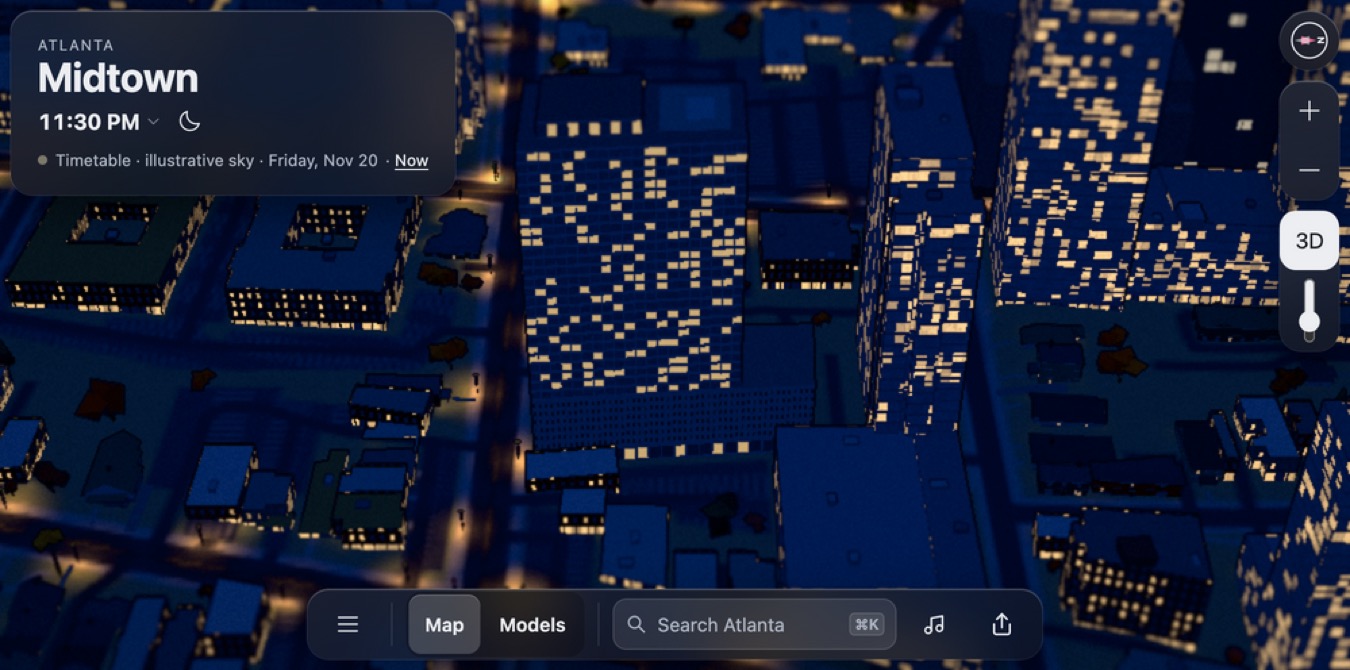 ATLANTA
Midtown
11:30 PM
Timetable · illustrative sky · Friday, Nov 20 · Now
Z
+
−
3D
Map
Models
Search Atlanta
⌘K